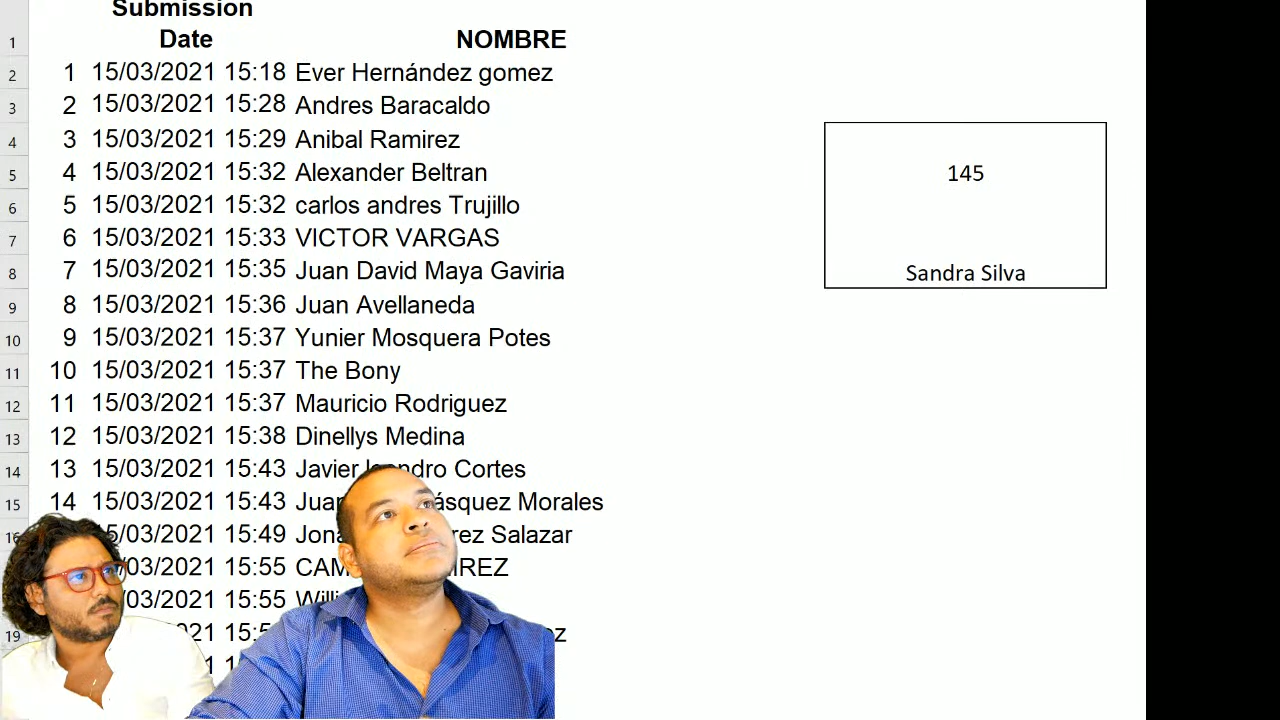 Submission
Date NOMBRE
1
2 1 15/03/2021 15:18 Ever Hernández gomez
3 2 15/03/2021 15:28 Andres Baracaldo
4 3 15/03/2021 15:29 Anibal Ramirez
5 4 15/03/2021 15:32 Alexander Beltran 145
6 5 15/03/2021 15:32 carlos andres Trujillo
7 6 15/03/2021 15:33 VICTOR VARGAS
8 7 15/03/2021 15:35 Juan David Maya Gaviria Sandra Silva
9 8 15/03/2021 15:36 Juan Avellaneda
10 9 15/03/2021 15:37 Yunier Mosquera Potes
11 10 15/03/2021 15:37 The Bony
12 11 15/03/2021 15:37 Mauricio Rodriguez
13 12 15/03/2021 15:38 Dinellys Medina
14 13 15/03/2021 15:43 Javier Cortes
15 14 15/03/2021 15:43 Morales
16 15:49 Salazar
15:55
15:55
19